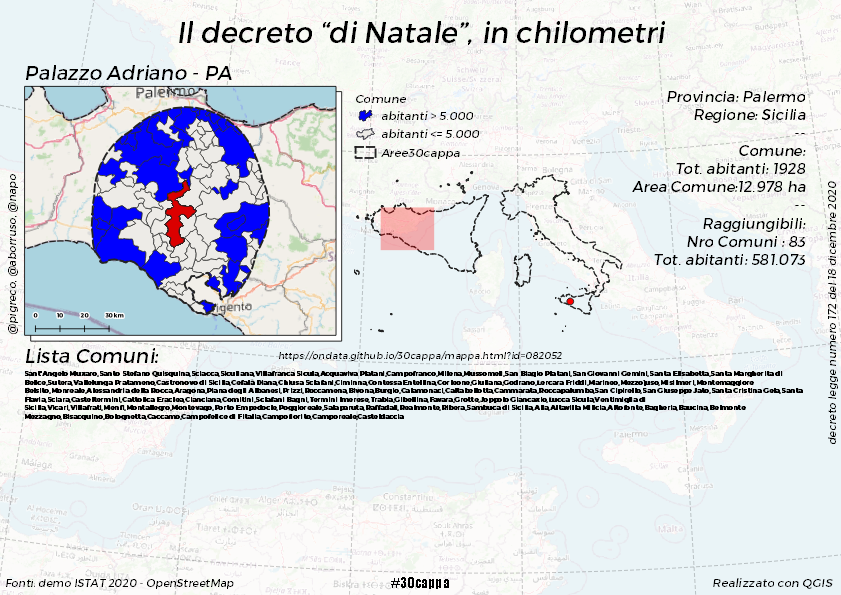 Il decreto “di Natale”, in chilometri
Palazzo Adriano - PA
Palermo
0 10 20 30 km
Comune
abitanti > 5.000
abitanti <= 5.000
Aree30cappa
Provincia: Palermo
Regione: Sicilia
--
Comune:
Tot. abitanti: 1928
Area Comune:12.978 ha
--
Raggiungibili:
Nro Comuni : 83
Tot. abitanti: 581.073
@pigreco, @aborruso, @napo
decreto legge numero 172 del 18 dicembre 2020
Lista Comuni:
https://ondata.github.io/30cappa/mappa.html?id=082052
Sant'Angelo Muxaro, Santo Stefano Quisquina, Sciacca, Siculiana, Villafranca Sicula, Acquaviva Platani, Campofranco, Milena, Mussomeli, San Biagio Platani, San Giovanni Gemini, Santa Elisabetta, Santa Margherita di
Belice, Sutera, Vallelunga Pratameno, Castronovo di Sicilia, Cefalà Diana, Chiusa Sclafani, Ciminna, Contessa Entellina, Corleone, Giuliana, Godrano, Lercara Friddi, Marineo, Mezzojuso, Misilmeri, Montemaggiore
Belsito, Monreale, Alessandria della Rocca, Aragona, Piana degli Albanesi, Prizzi, Roccamena, Bivona, Burgio, Calamonaci, Caltabellotta, Cammarata, Roccapalumba, San Cipirello, San Giuseppe Jato, Santa Cristina Gela, Santa
Flavia, Sciara, Casteltermini, Cattolica Eraclea, Cianciana, Comitini, Sclafani Bagni, Termini Imerese, Trabia, Gibellina, Favara, Grotte, Joppolo Giancaxio, Lucca Sicula, Ventimiglia di
Sicilia, Vicari, Villafrati, Menfi, Montallegro, Montevago, Porto Empedocle, Poggioreale, Salaparuta, Raffadali, Realmonte, Ribera, Sambuca di Sicilia, Alia, Altavilla Milicia, Altofonte, Bagheria, Baucina, Belmonte
Mezzagno, Bisacquino, Bolognetta, Caccamo, Campofelice di Fitalia, Campofiorito, Camporeale, Casteldaccia
Fonti: demo ISTAT 2020 - OpenStreetMap
#30cappa
Realizzato con QGIS